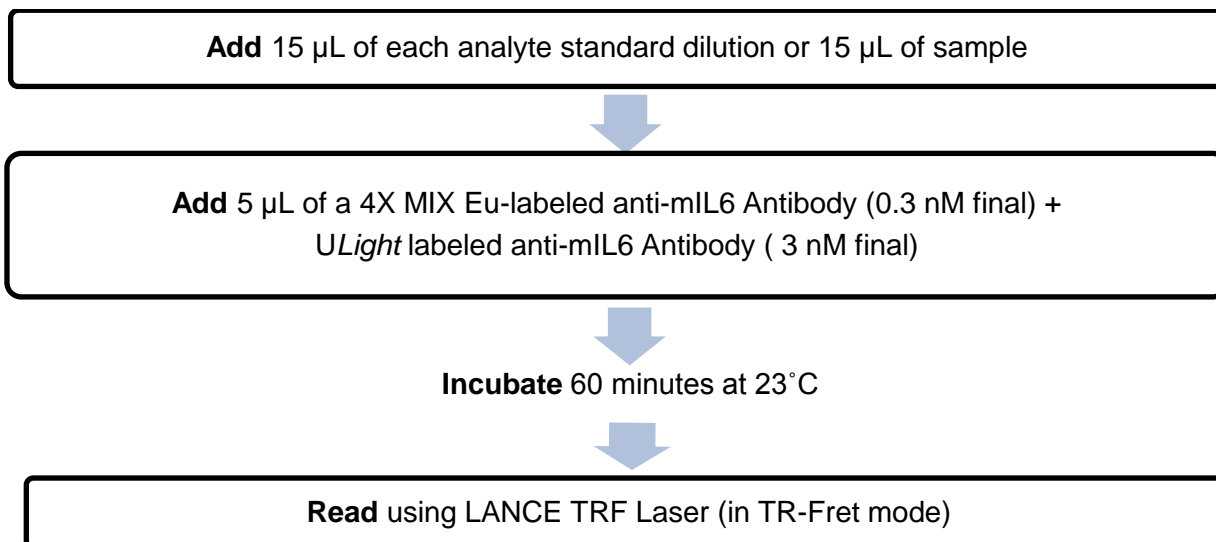 Add 15 µL of each analyte standard dilution or 15 µL of sample
Add 5 µL of a 4X MIX Eu-labeled anti-mIL6 Antibody (0.3 nM final) +
ULight labeled anti-mIL6 Antibody ( 3 nM final)
Incubate 60 minutes at 23˚C
Read using LANCE TRF Laser (in TR-Fret mode)